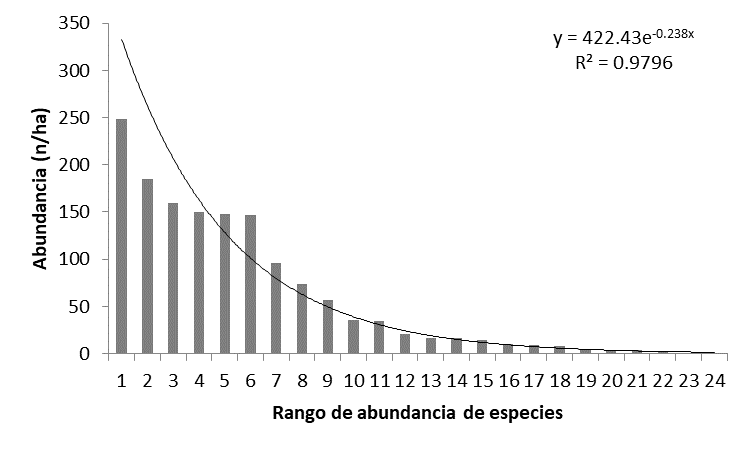 y = 422.43e-0.238x
R² = 0.9796
350
300
250
200
150
100
50
0
Abundancia (n/ha)
1 2 3 4 5 6 7 8 9 10 11 12 13 14 15 16 17 18 19 20 21 22 23 24
Rango de abundancia de especies